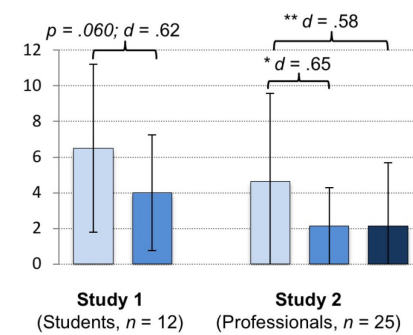 p = .060; d = .62
** d = .58
* d = .65
12
10
8
6
4
2
0
Study 1
(Students, n = 12)
Study 2
(Professionals, n = 25)